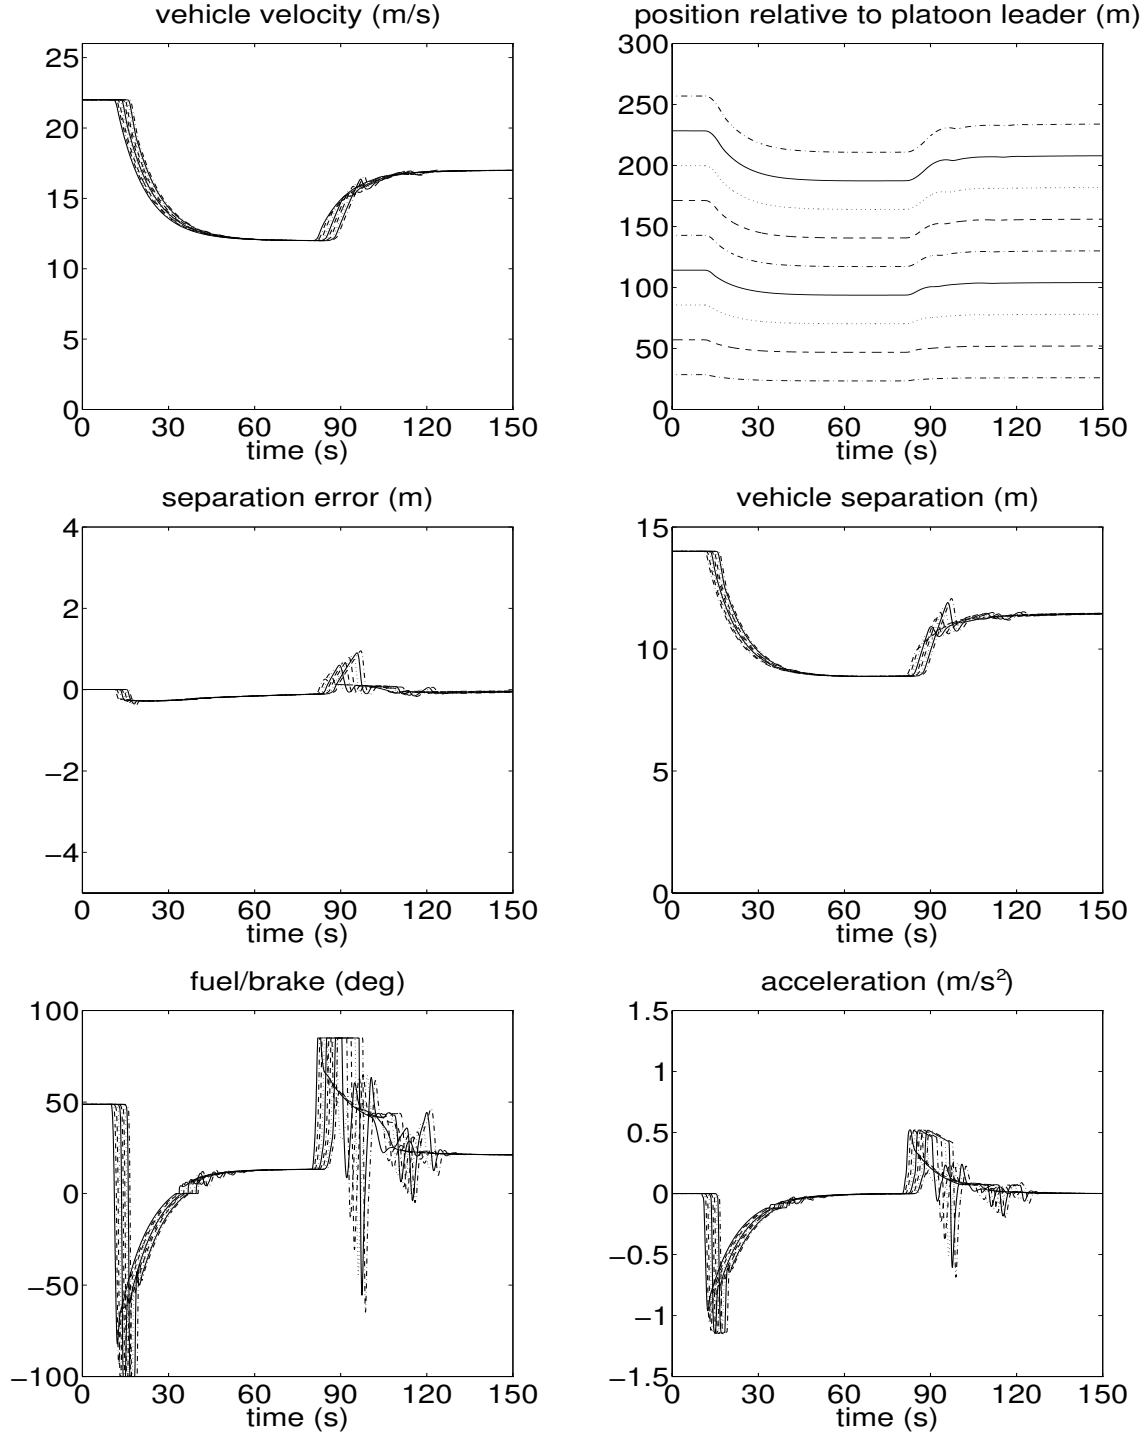 vehicle velocity (m/s)
25
20
15
10
5
0
0 30 60 90 120 150
time (s)
position relative to platoon leader (m)
300
250
200
150
100
50
0
0 30 60 90 120 150
time (s)
separation error (m)
4
2
0
−2
−4
0 30 60 90 120 150
time (s)
vehicle separation (m)
15
10
5
0
0 30 60 90 120 150
time (s)
fuel/brake (deg)
100
50
0
−50
−100
0 30 60 90 120 150
time (s)
acceleration (m/s²)
1.5
1
0.5
0
−0.5
−1
−1.5
0 30 60 90 120 150
time (s)